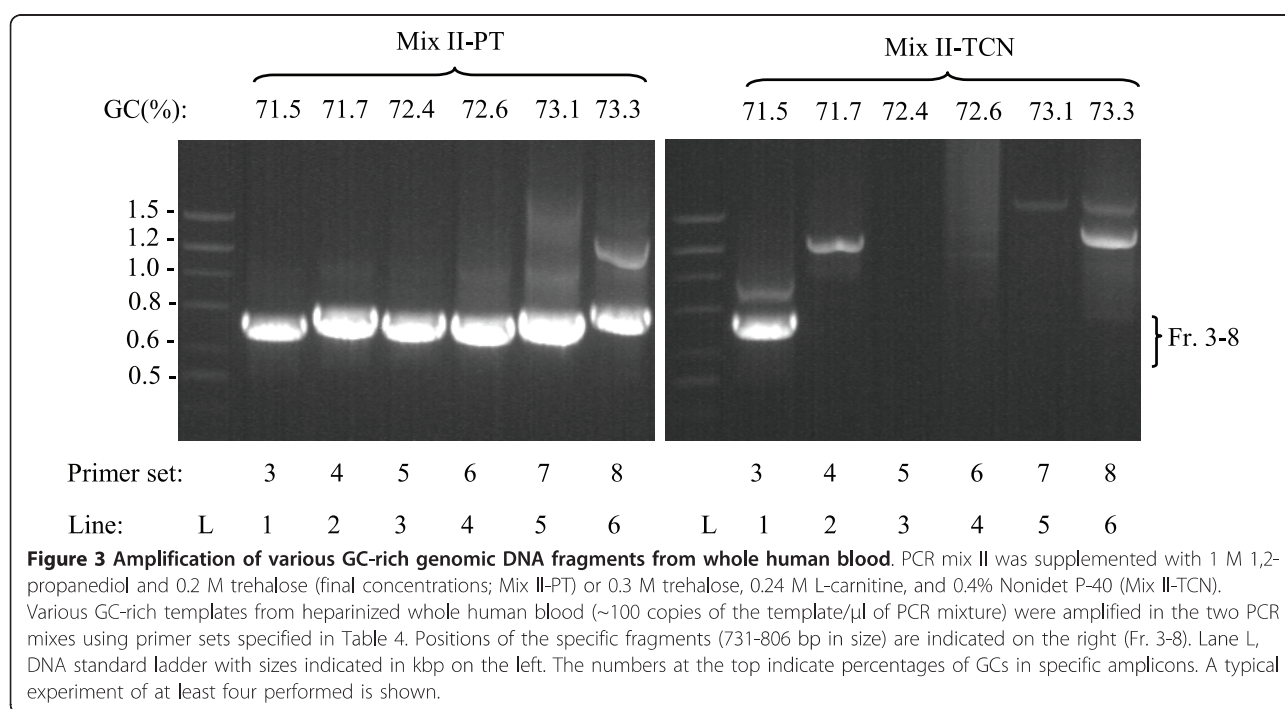 Mix II-PT Mix II-TCN
GC(%): 71.5 71.7 72.4 72.6 73.1 73.3 71.5 71.7 72.4 72.6 73.1 73.3
1.5 -
1.2 -
1.0 -
0.8 -
0.6 -
0.5 -
Fr. 3-8
Primer set: 3 4 5 6 7 8 3 4 5 6 7 8
Line: L 1 2 3 4 5 6 L 1 2 3 4 5 6
Figure 3 Amplification of various GC-rich genomic DNA fragments from whole human blood. PCR mix II was supplemented with 1 M 1,2-
propanediol and 0.2 M trehalose (final concentrations; Mix II-PT) or 0.3 M trehalose, 0.24 M L-carnitine, and 0.4% Nonidet P-40 (Mix II-TCN).
Various GC-rich templates from heparinized whole human blood (~100 copies of the template/μl of PCR mixture) were amplified in the two PCR
mixes using primer sets specified in Table 4. Positions of the specific fragments (731-806 bp in size) are indicated on the right (Fr. 3-8). Lane L,
DNA standard ladder with sizes indicated in kbp on the left. The numbers at the top indicate percentages of GCs in specific amplicons. A typical
experiment of at least four performed is shown.